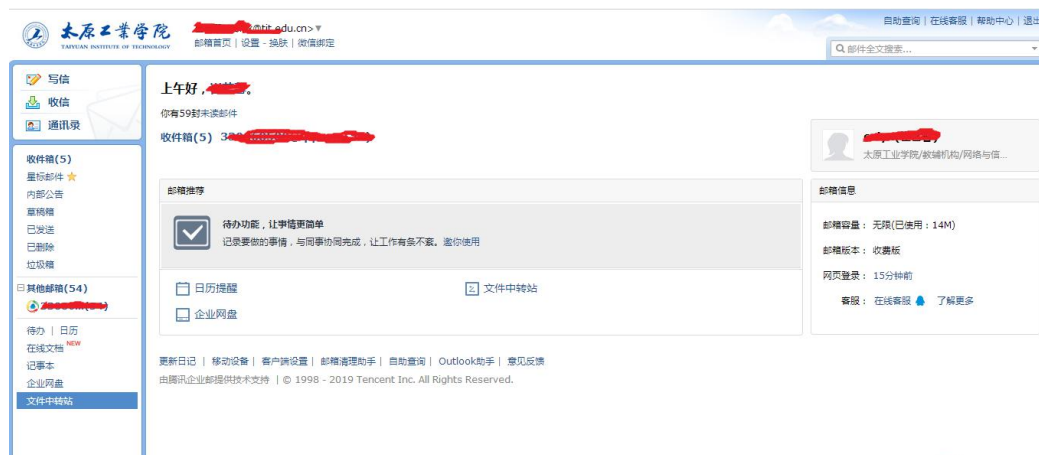 太原工業学院
TAIYUAN INSTITUTE OF TECHNOLOGY
@tit.edu.cn>
邮箱首页 | 设置 - 换肤 | 微信绑定
自助查询 | 在线客服 | 帮助中心 | 退出
邮件全文搜索...
写信
收信
通讯录
收件箱(5)
星标邮件
内部公告
草稿箱
已发送
已删除
垃圾箱
其他邮箱(54)
待办 | 日历
在线文档 NEW
记事本
企业网盘
文件中转站
上午好，
你有59封未读邮件
收件箱(5)
太原工业学院/教辅机构/网络与信...
邮箱推荐
待办功能，让事情更简单
记录要做的事情，与同事协同完成，让工作有条不紊。邀你使用
日历提醒
文件中转站
企业网盘
邮箱信息
邮箱容量： 无限(已使用：14M)
邮箱版本： 收费版
网页登录： 15分钟前
客服： 在线客服 了解更多
更新日记 | 移动设备 | 客户端设置 | 邮箱清理助手 | 自助查询 | Outlook助手 | 意见反馈
由腾讯企业邮提供技术支持 | © 1998 - 2019 Tencent Inc. All Rights Reserved.